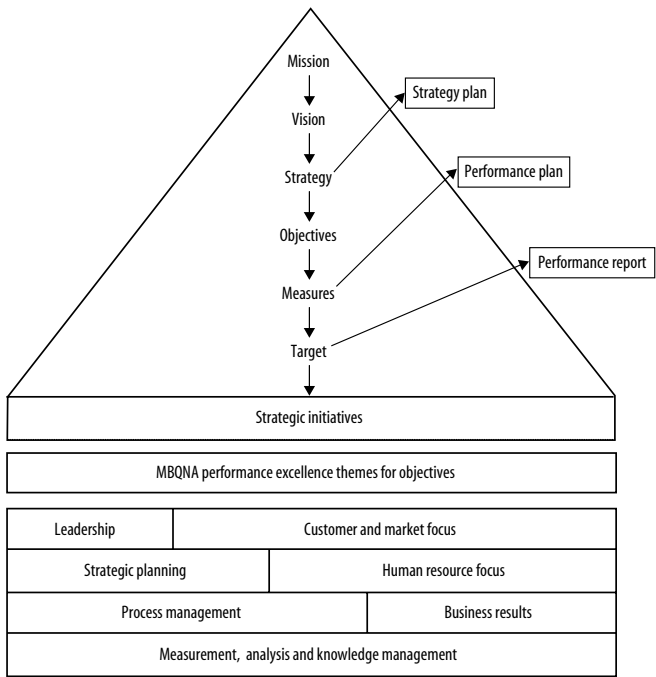 Mission
Strategy plan
Vision
Performance plan
Strategy
Objectives
Performance report
Measures
Target
Strategic initiatives
MBQNA performance excellence themes for objectives
Leadership
Customer and market focus
Strategic planning
Human resource focus
Process management
Business results
Measurement, analysis and knowledge management